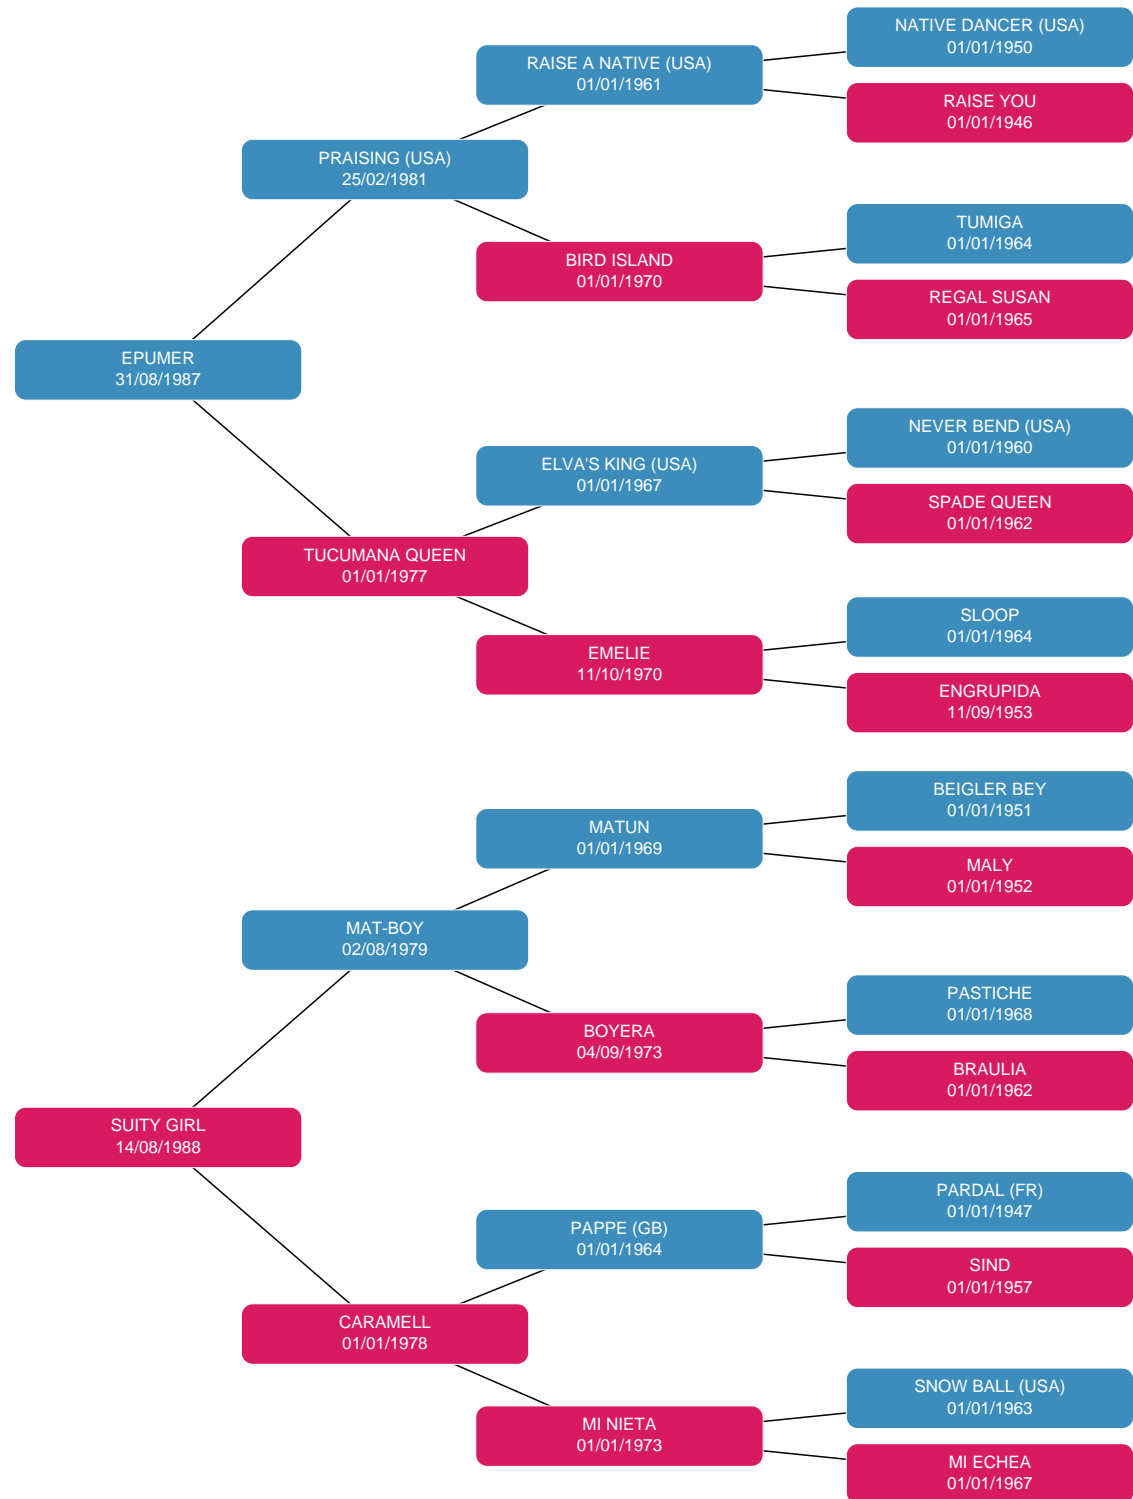 NATIVE DANCER (USA)
01/01/1950
RAISE A NATIVE (USA)
01/01/1961
RAISE YOU
01/01/1946
PRAISING (USA)
25/02/1981
TUMIGA
01/01/1964
BIRD ISLAND
01/01/1970
REGAL SUSAN
01/01/1965
EPUMER
31/08/1987
NEVER BEND (USA)
01/01/1960
ELVA'S KING (USA)
01/01/1967
SPADE QUEEN
01/01/1962
TUCUMANA QUEEN
01/01/1977
SLOOP
01/01/1964
EMELIE
11/10/1970
ENGRUPIDA
11/09/1953
BEIGLER BEY
01/01/1951
MATUN
01/01/1969
MALY
01/01/1952
MAT-BOY
02/08/1979
PASTICHE
01/01/1968
BOYERA
04/09/1973
BRAULIA
01/01/1962
SUITY GIRL
14/08/1988
PARDAL (FR)
01/01/1947
PAPPE (GB)
01/01/1964
SIND
01/01/1957
CARAMELL
01/01/1978
SNOW BALL (USA)
01/01/1963
MI NIETA
01/01/1973
MI ECHEA
01/01/1967